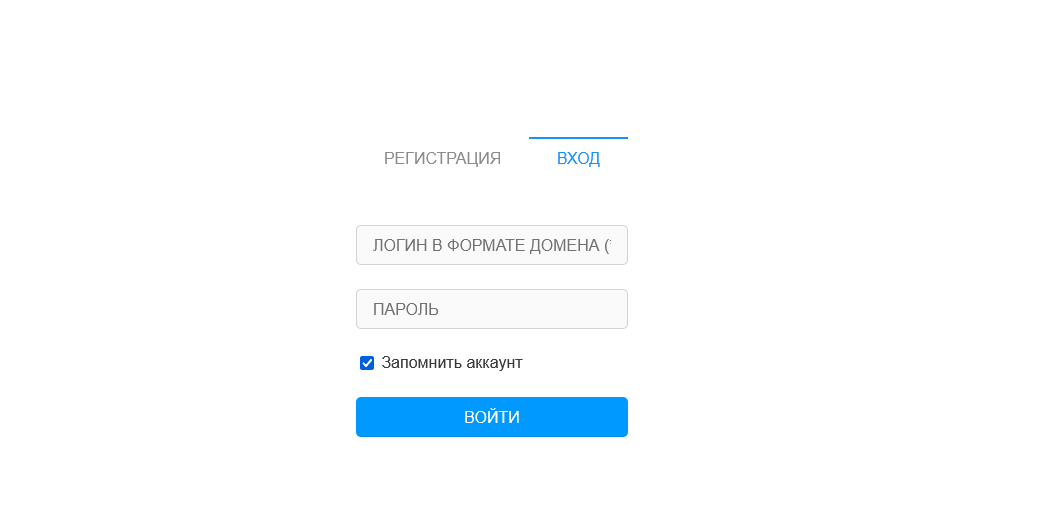 РЕГИСТРАЦИЯ ВХОД
ЛОГИН В ФОРМАТЕ ДОМЕНА (
ПАРОЛЬ
Запомнить аккаунт
ВОЙТИ